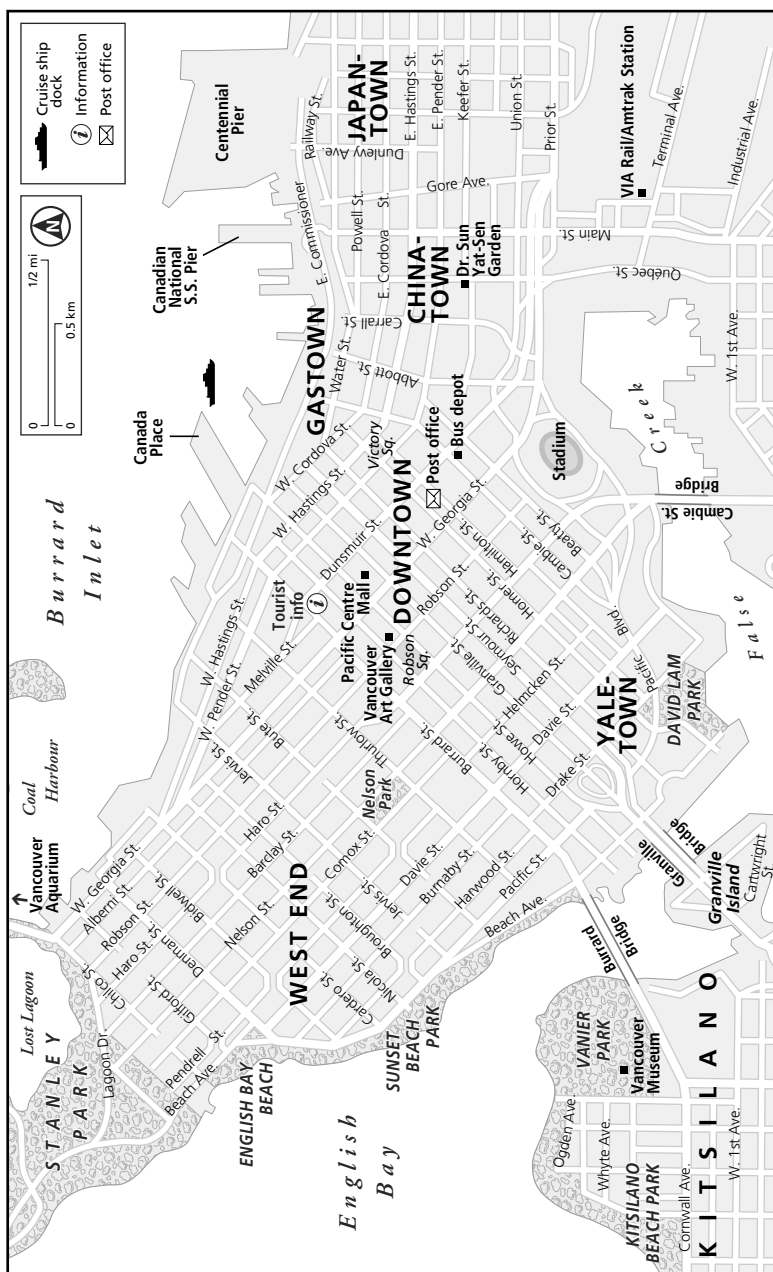 Cruise ship
dock
Information
Post office
0
1/2 mi
0
0.5 km
N
Burrard
Inlet
Coal
Harbour
Lost Lagoon
Vancouver
Aquarium
STANLEY
PARK
Lagoon Dr.
Canada
Place
Canadian
National
S.S. Pier
Centennial
Pier
Railway St.
E. Commissioner
JAPAN-
TOWN
Dunlevy Ave.
Powell St.
E. Cordova St.
E. Hastings St.
E. Pender St.
Keefer St.
Union St.
Prior St.
Gore Ave.
Main St.
Québec St.
VIA Rail/Amtrak Station
Terminal Ave.
Industrial Ave.
W. 1st Ave.
CHINA-
TOWN
Dr. Sun
Yat-Sen
Garden
GASTOWN
Water St.
Carrall St.
Abbott St.
W. Cordova St.
W. Hastings St.
Victory
Sq.
Post office
Bus depot
Stadium
DOWNTOWN
Dunsmuir St.
W. Georgia St.
Tourist
info
Pacific Centre
Mall
Vancouver
Art Gallery
Robson
Sq.
Robson St.
W. Hastings St.
W. Pender St.
Melville St.
Bute St.
Jervis St.
Thurlow St.
Burrard St.
Hornby St.
Howe St.
Granville St.
Seymour St.
Richards St.
Homer St.
Hamilton St.
Cambie St.
Beatty St.
Helmcken St.
Davie St.
Drake St.
YALE-
TOWN
Pacific Blvd.
DAVID LAM
PARK
Cambie St.
Bridge
False Creek
W. Georgia St.
Alberni St.
Robson St.
Haro St.
Chilco St.
Gilford St.
Denman St.
Bidwell St.
Pendrell St.
Beach Ave.
Nelson St.
Barclay St.
Haro St.
Nelson
Park
Comox St.
WEST END
Cardero St.
Nicola St.
Broughton St.
Jervis St.
Davie St.
Burnaby St.
Harwood St.
Pacific St.
Beach Ave.
ENGLISH BAY
BEACH
SUNSET
BEACH
PARK
English
Bay
Burrard
Bridge
Granville
Bridge
Granville
Island
Cartwright
St.
VANIER
PARK
Vancouver
Museum
Ogden Ave.
Whyte Ave.
KITSILANO
BEACH PARK
Cornwall Ave.
KITSILANO
W. 1st Ave.